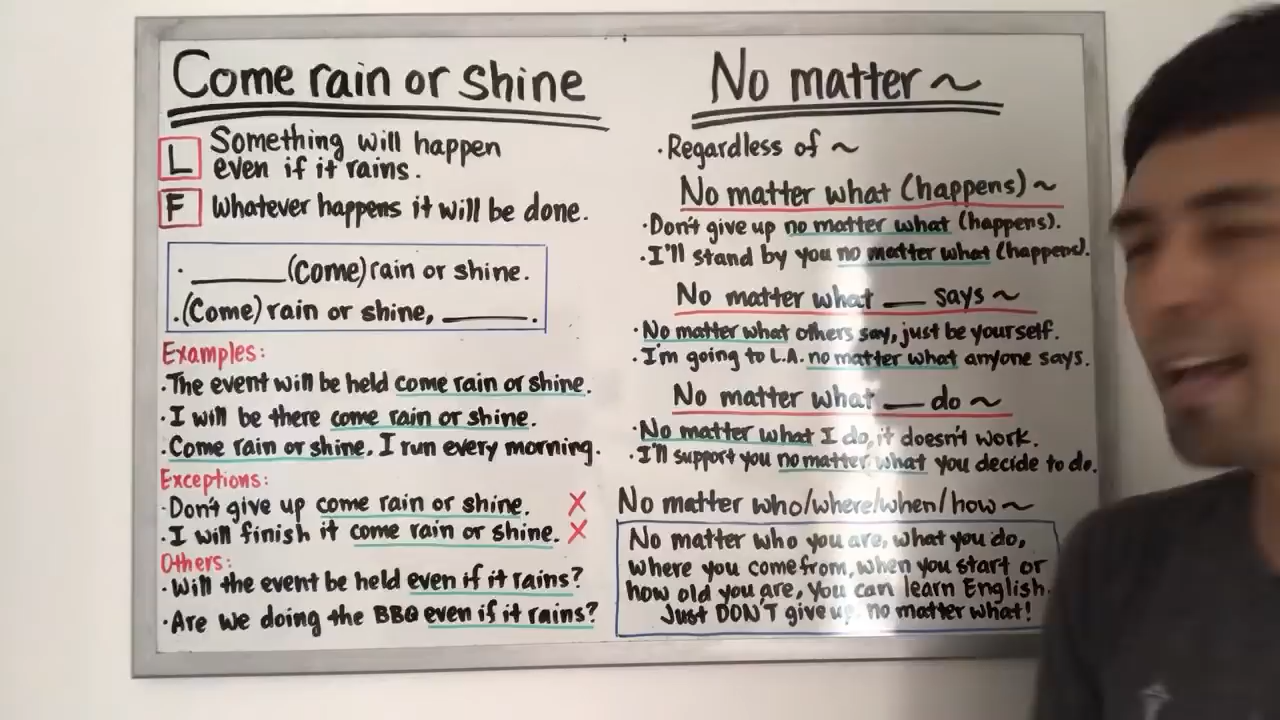 Come rain or shine
L Something will happen
even if it rains.
F Whatever happens it will be done.
· ______ (Come) rain or shine.
· (Come) rain or shine, ______.
Examples:
· The event will be held come rain or shine.
· I will be there come rain or shine.
· Come rain or shine, I run every morning.
Exceptions:
· Don't give up come rain or shine. X
· I will finish it come rain or shine. X
Others:
· Will the event be held even if it rains?
· Are we doing the BBQ even if it rains?
No matter ~
· Regardless of ~
No matter what (happens) ~
· Don't give up no matter what (happens).
· I'll stand by you no matter what (happens).
No matter what ___ says ~
· No matter what others say, just be yourself.
· I'm going to L.A. no matter what anyone says.
No matter what ___ do ~
· No matter what I do, it doesn't work.
· I'll support you no matter what you decide to do.
No matter who/where/when/how ~
No matter who you are, what you do,
where you come from, when you start or
how old you are, you can learn English.
Just DON'T give up no matter what!